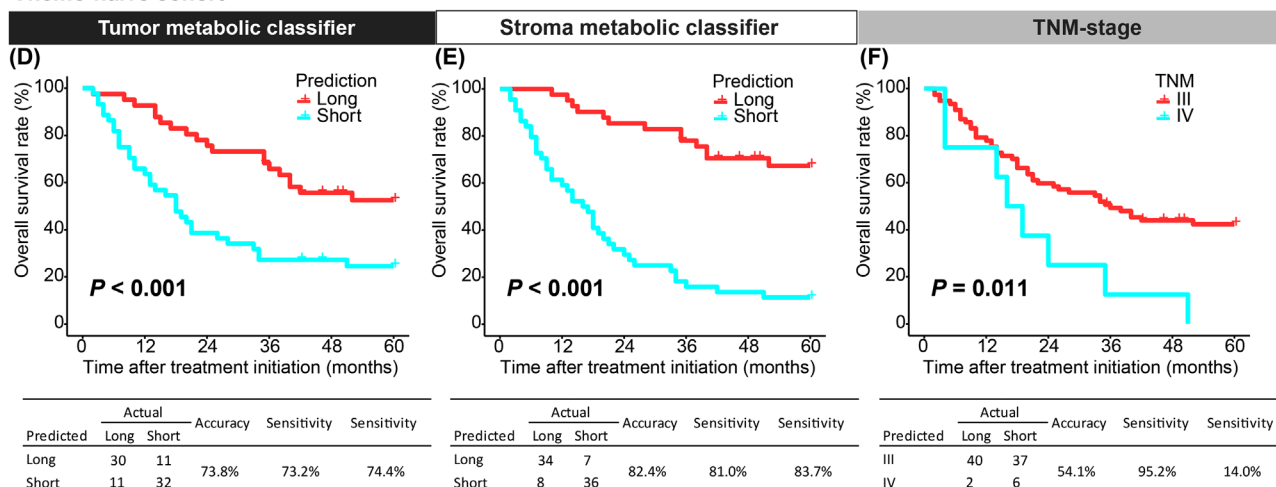 Tumor metabolic classifier
Stroma metabolic classifier
TNM-stage
(D)
Overall survival rate (%)
100
80
60
40
20
0
Prediction
Long
Short
P < 0.001
0 12 24 36 48 60
Time after treatment initiation (months)
(E)
Overall survival rate (%)
100
80
60
40
20
0
Prediction
Long
Short
P < 0.001
0 12 24 36 48 60
Time after treatment initiation (months)
(F)
Overall survival rate (%)
100
80
60
40
20
0
TNM
III
IV
P = 0.011
0 12 24 36 48 60
Time after treatment initiation (months)
Actual
Predicted Long Short Accuracy Sensitivity Sensitivity
Long 30 11
73.8% 73.2% 74.4%
Short 11 32
Actual
Predicted Long Short Accuracy Sensitivity Sensitivity
Long 34 7
82.4% 81.0% 83.7%
Short 8 36
Actual
Predicted Long Short Accuracy Sensitivity Sensitivity
III 40 37
54.1% 95.2% 14.0%
IV 2 6